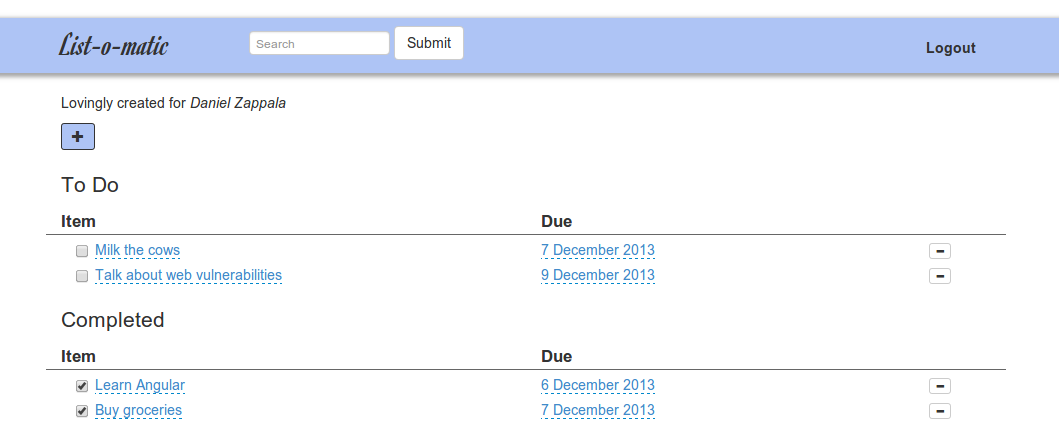 List-o-matic Search Submit Logout
Lovingly created for Daniel Zappala
+
To Do
Item Due
Milk the cows 7 December 2013 -
Talk about web vulnerabilities 9 December 2013 -
Completed
Item Due
Learn Angular 6 December 2013 -
Buy groceries 7 December 2013 -